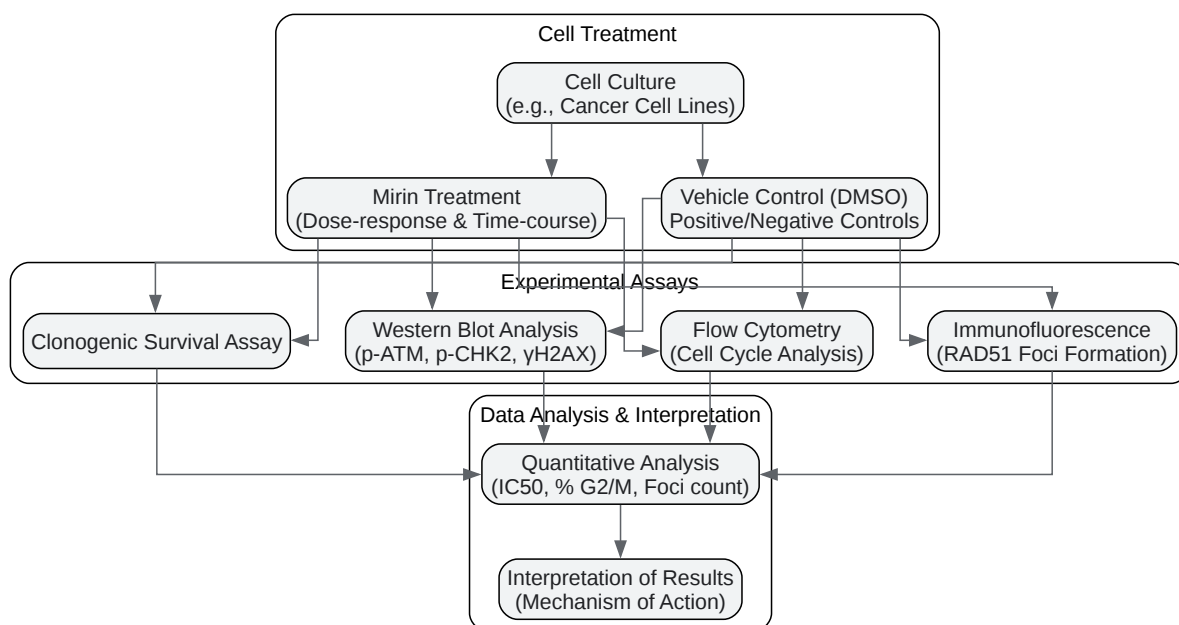 Cell Treatment
Cell Culture
(e.g., Cancer Cell Lines)
Mirin Treatment
(Dose-response & Time-course)
Vehicle Control (DMSO)
Positive/Negative Controls
Experimental Assays
Clonogenic Survival Assay
Western Blot Analysis
(p-ATM, p-CHK2, γH2AX)
Flow Cytometry
(Cell Cycle Analysis)
Immunofluorescence
(RAD51 Foci Formation)
Data Analysis & Interpretation
Quantitative Analysis
(IC50, % G2/M, Foci count)
Interpretation of Results
(Mechanism of Action)